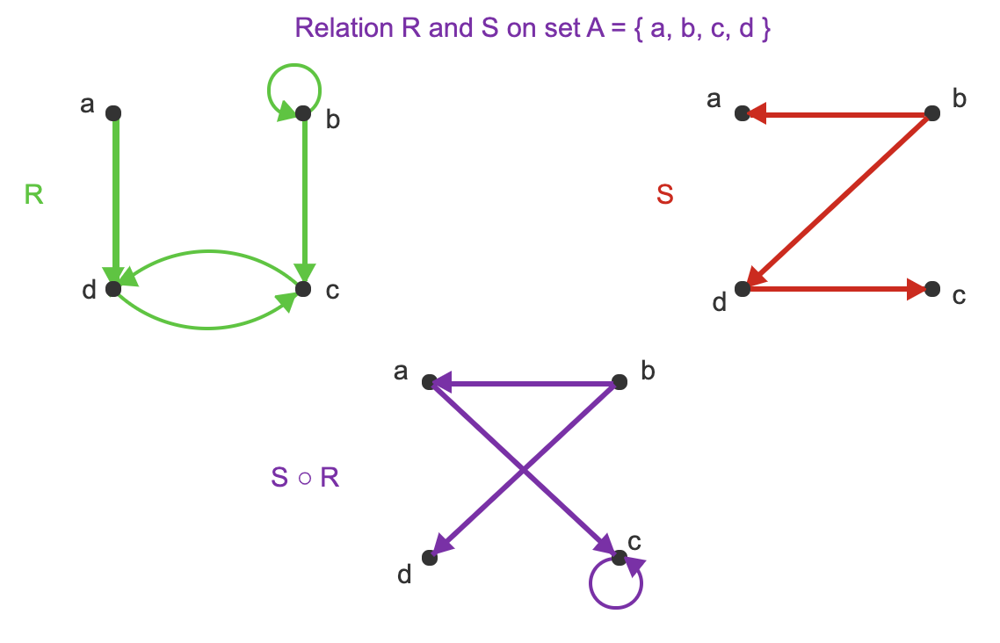 Relation R and S on set A = { a, b, c, d }
a
b
R
d
c
a
b
S
d
c
a
b
S ○ R
c
d